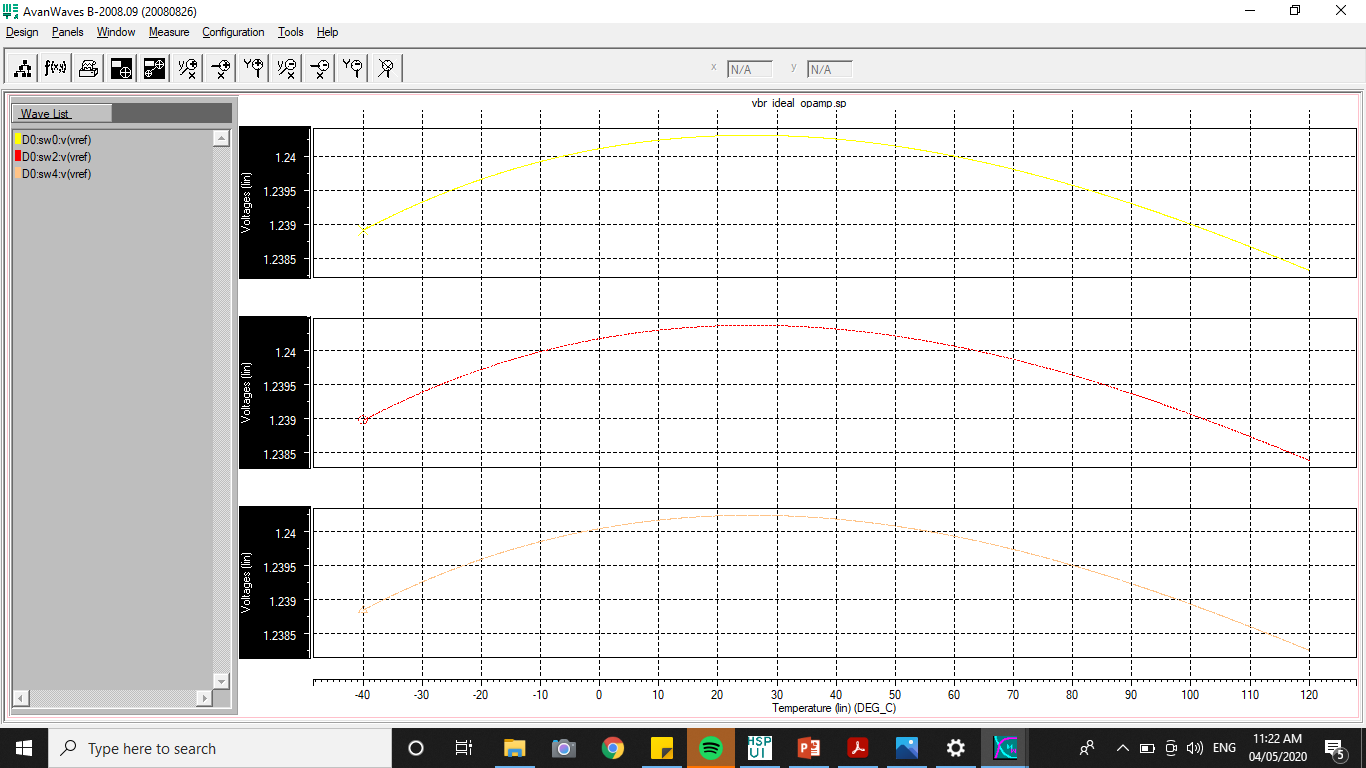 AvanWaves B-2008.09 (20080826)
Design Panels Window Measure Configuration Tools Help
f(x) x N/A y N/A
Wave List
D0:sw0:v(vref)
D0:sw2:v(vref)
D0:sw4:v(vref)
vbr_ideal_opamp.sp
Voltages (lin)
1.24
1.2395
1.239
1.2385
Voltages (lin)
1.24
1.2395
1.239
1.2385
Voltages (lin)
1.24
1.2395
1.239
1.2385
-40 -30 -20 -10 0 10 20 30 40 50 60 70 80 90 100 110 120
Temperature (lin) (DEG_C)
Type here to search
HSP
UI
ENG
11:22 AM
04/05/2020
5